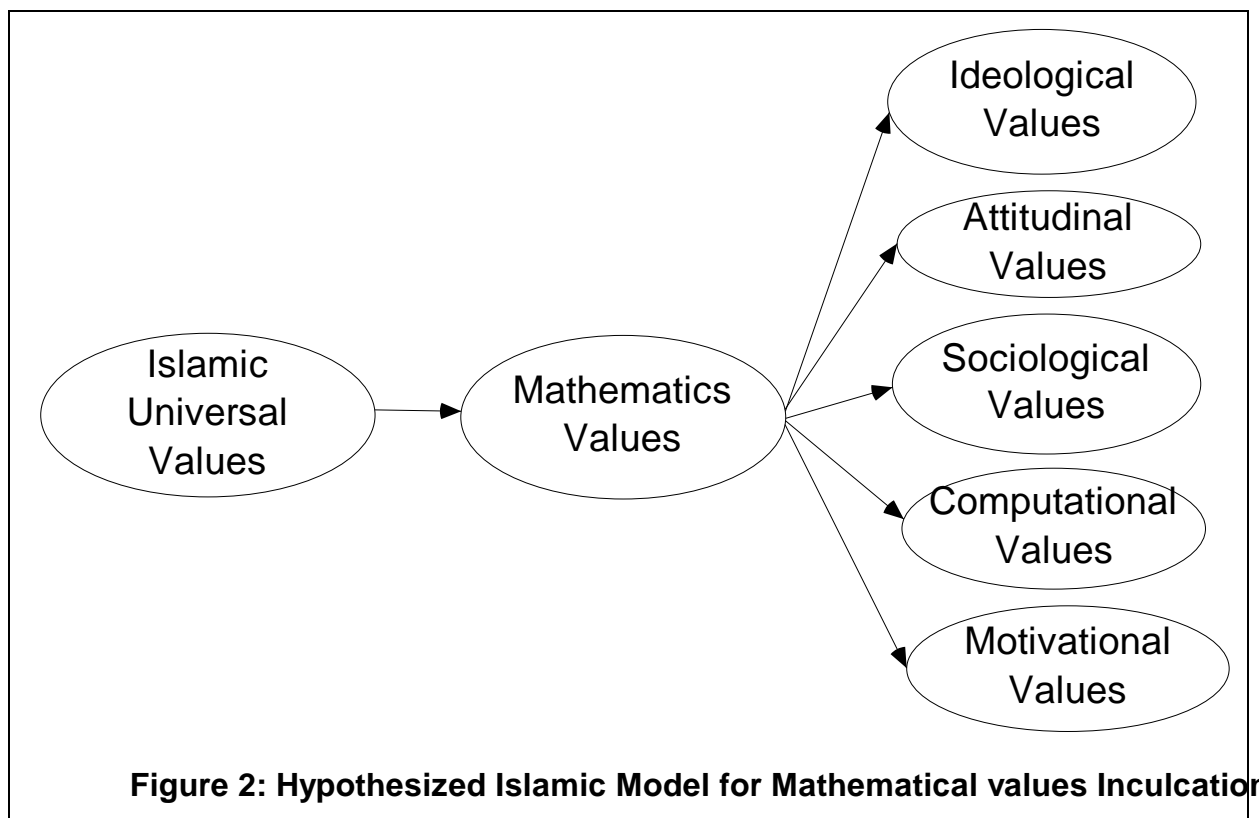 Islamic
Universal
Values
Mathematics
Values
Ideological
Values
Attitudinal
Values
Sociological
Values
Computational
Values
Motivational
Values
Figure 2: Hypothesized Islamic Model for Mathematical values Inculcation